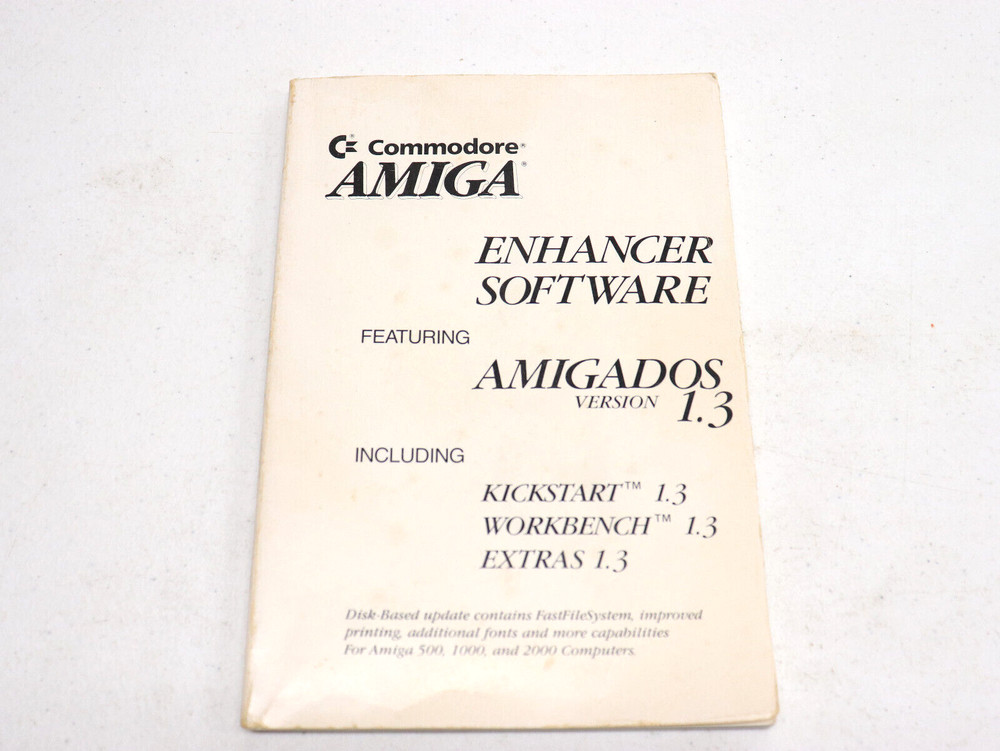 Commodore®
AMIGA®
ENHANCER
SOFTWARE
FEATURING
AMIGADOS
VERSION 1.3
INCLUDING
KICKSTART™ 1.3
WORKBENCH™ 1.3
EXTRAS 1.3
Disk-Based update contains FastFileSystem, improved
printing, additional fonts and more capabilities
For Amiga 500, 1000, and 2000 Computers.